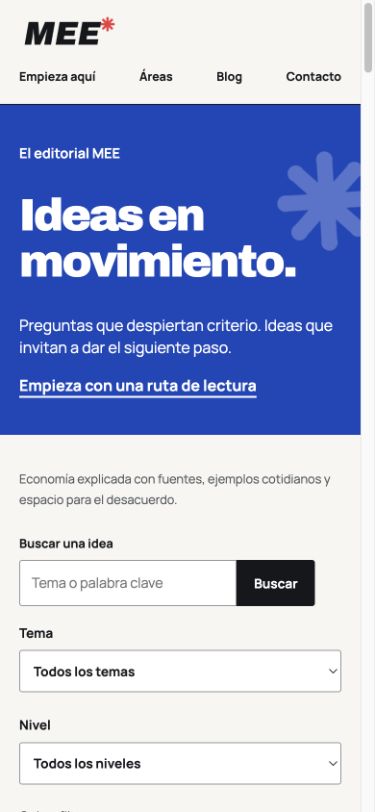 MEE
Empieza aquí
Áreas
Blog
Contacto
El editorial MEE
Ideas en
movimiento.
Preguntas que despiertan criterio. Ideas que
invitan a dar el siguiente paso.
Empieza con una ruta de lectura
Economía explicada con fuentes, ejemplos cotidianos y
espacio para el desacuerdo.
Buscar una idea
Tema o palabra clave
Buscar
Tema
Todos los temas
Nivel
Todos los niveles